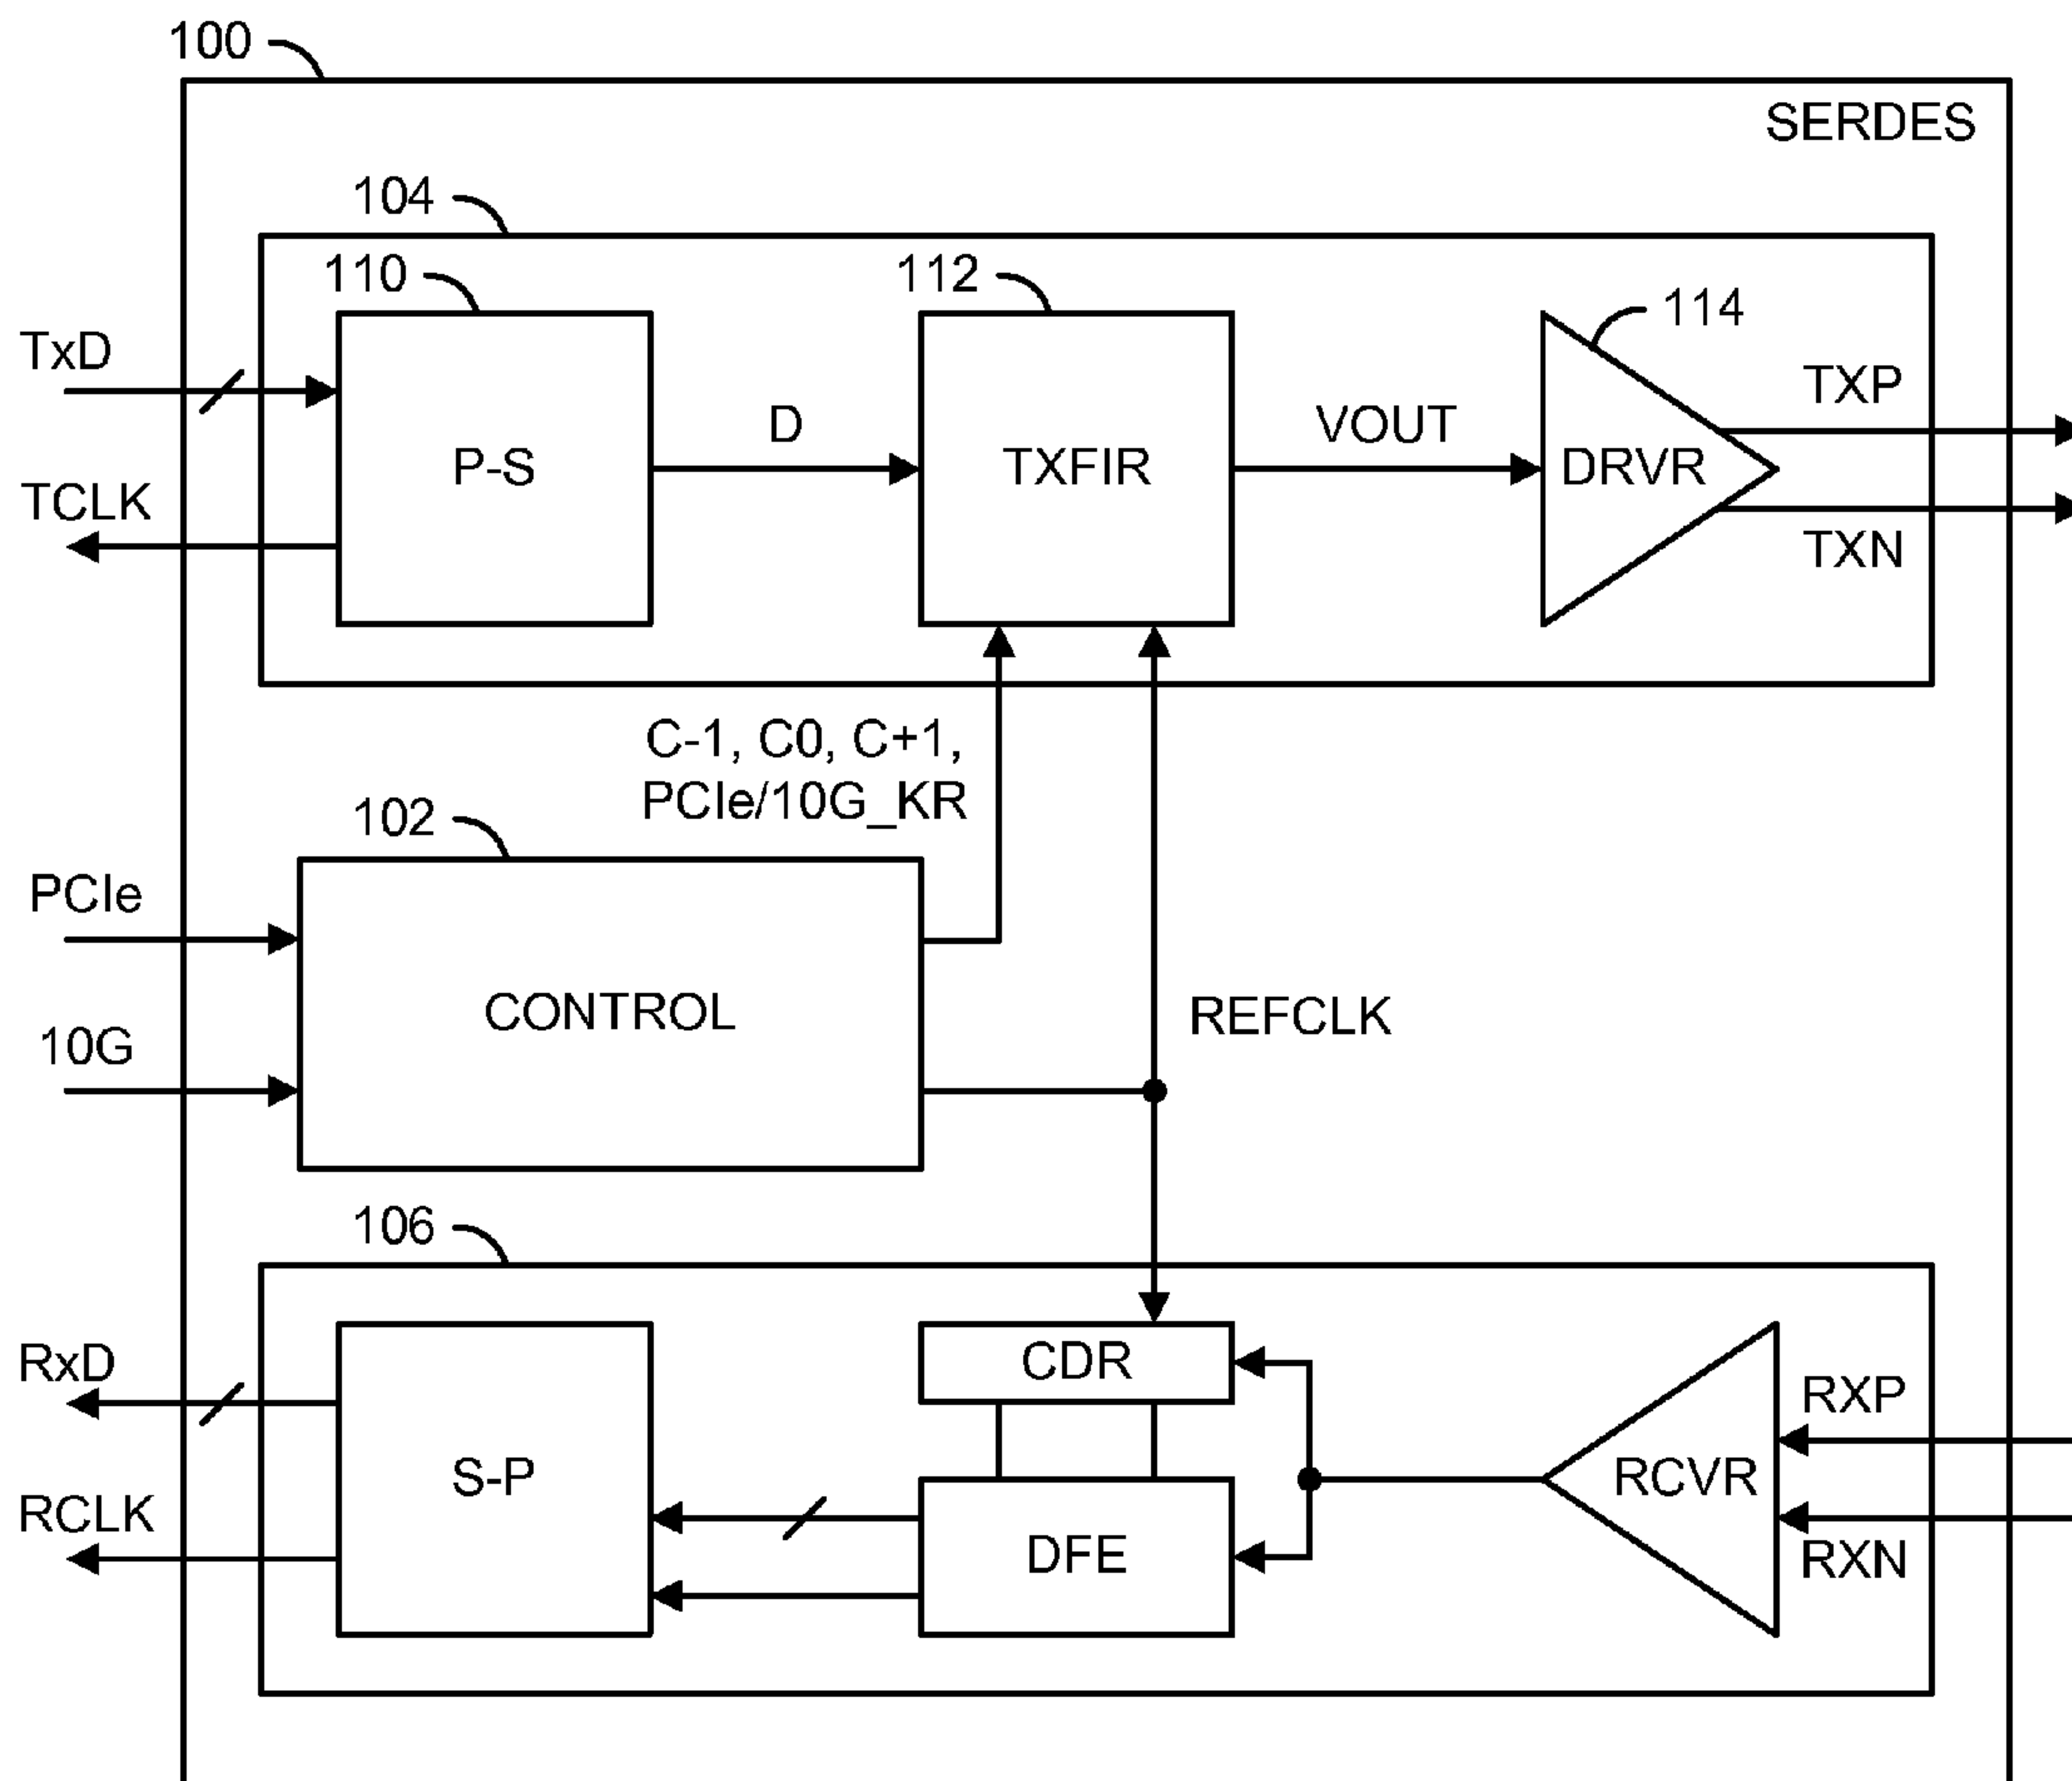 100
SERDES
104
110
112
114
TxD
TXP
D
VOUT
P-S
TXFIR
DRVR
TCLK
TXN
C-1, C0, C+1,
PCIe/10G_KR
102
PCIe
CONTROL
REFCLK
10G
106
RxD
CDR
RXP
S-P
RCVR
RCLK
DFE
RXN